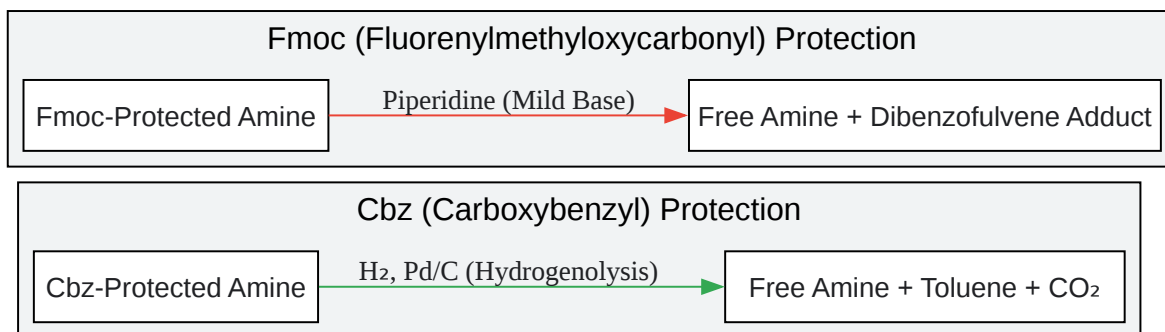 Fmoc (Fluorenylmethyloxycarbonyl) Protection
Fmoc-Protected Amine
Piperidine (Mild Base)
Free Amine + Dibenzofulvene Adduct
Cbz (Carboxybenzyl) Protection
Cbz-Protected Amine
H₂, Pd/C (Hydrogenolysis)
Free Amine + Toluene + CO₂